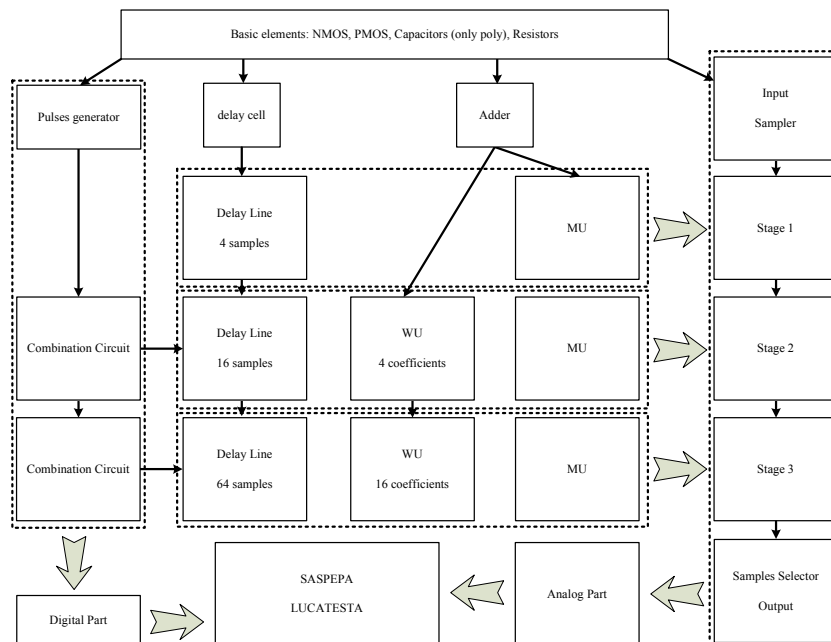 Basic elements: NMOS, PMOS, Capacitors (only poly), Resistors
Pulses generator
delay cell
Adder
Input
Sampler
Delay Line
4 samples
MU
Stage 1
Combination Circuit
Delay Line
16 samples
WU
4 coefficients
MU
Stage 2
Combination Circuit
Delay Line
64 samples
WU
16 coefficients
MU
Stage 3
Digital Part
SASPEPA
LUCATESTA
Analog Part
Samples Selector
Output